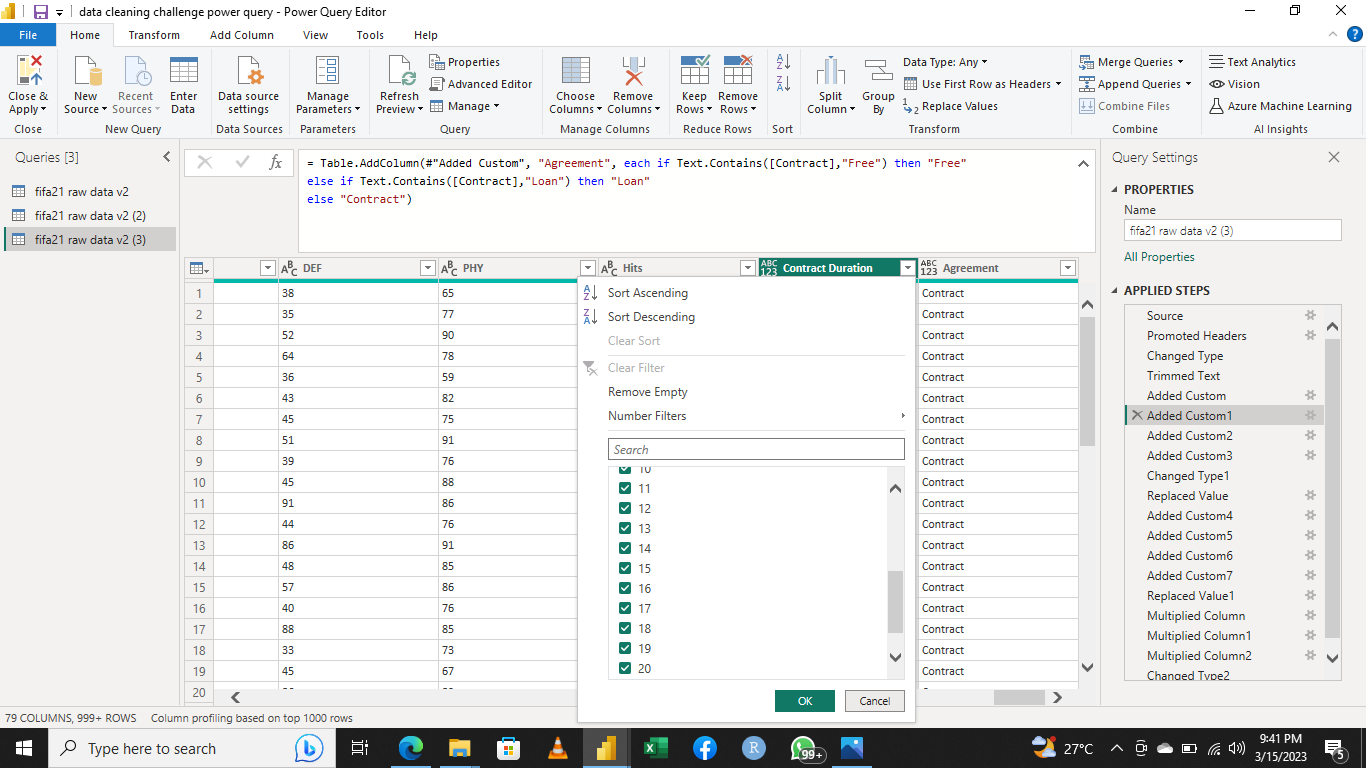 data cleaning challenge power query - Power Query Editor
File Home Transform Add Column View Tools Help
Close & Apply
New Source
Recent Sources
Enter Data
Data source settings
Manage Parameters
Refresh Preview
Properties
Advanced Editor
Manage
Choose Columns
Remove Columns
Keep Rows
Remove Rows
Split Column
Group By
Data Type: Any
Use First Row as Headers
Replace Values
Merge Queries
Append Queries
Combine Files
Text Analytics
Vision
Azure Machine Learning
Close New Query Data Sources Parameters Query Manage Columns Reduce Rows Sort Transform Combine AI Insights
Queries [3]
fifa21 raw data v2
fifa21 raw data v2 (2)
fifa21 raw data v2 (3)
fx
= Table.AddColumn(#"Added Custom", "Agreement", each if Text.Contains([Contract],"Free") then "Free"
else if Text.Contains([Contract],"Loan") then "Loan"
else "Contract")
ABC DEF ABC PHY ABC Hits ABC 123 Contract Duration ABC 123 Agreement
1 38 65 Contract
2 35 77 Contract
3 52 90 Contract
4 64 78 Contract
5 36 59 Contract
6 43 82 Contract
7 45 75 Contract
8 51 91 Contract
9 39 76 Contract
10 45 88 Contract
11 91 86 Contract
12 44 76 Contract
13 86 91 Contract
14 48 85 Contract
15 57 86 Contract
16 40 76 Contract
17 88 85 Contract
18 33 73 Contract
19 45 67 Contract
20
Sort Ascending
Sort Descending
Clear Sort
Clear Filter
Remove Empty
Number Filters
Search
10
11
12
13
14
15
16
17
18
19
20
OK Cancel
Query Settings
PROPERTIES
Name
fifa21 raw data v2 (3)
All Properties
APPLIED STEPS
Source
Promoted Headers
Changed Type
Trimmed Text
Added Custom
Added Custom1
Added Custom2
Added Custom3
Changed Type1
Replaced Value
Added Custom4
Added Custom5
Added Custom6
Added Custom7
Replaced Value1
Multiplied Column
Multiplied Column1
Multiplied Column2
Changed Type2
79 COLUMNS, 999+ ROWS Column profiling based on top 1000 rows
Type here to search
R
99+
27°C
9:41 PM
3/15/2023
5